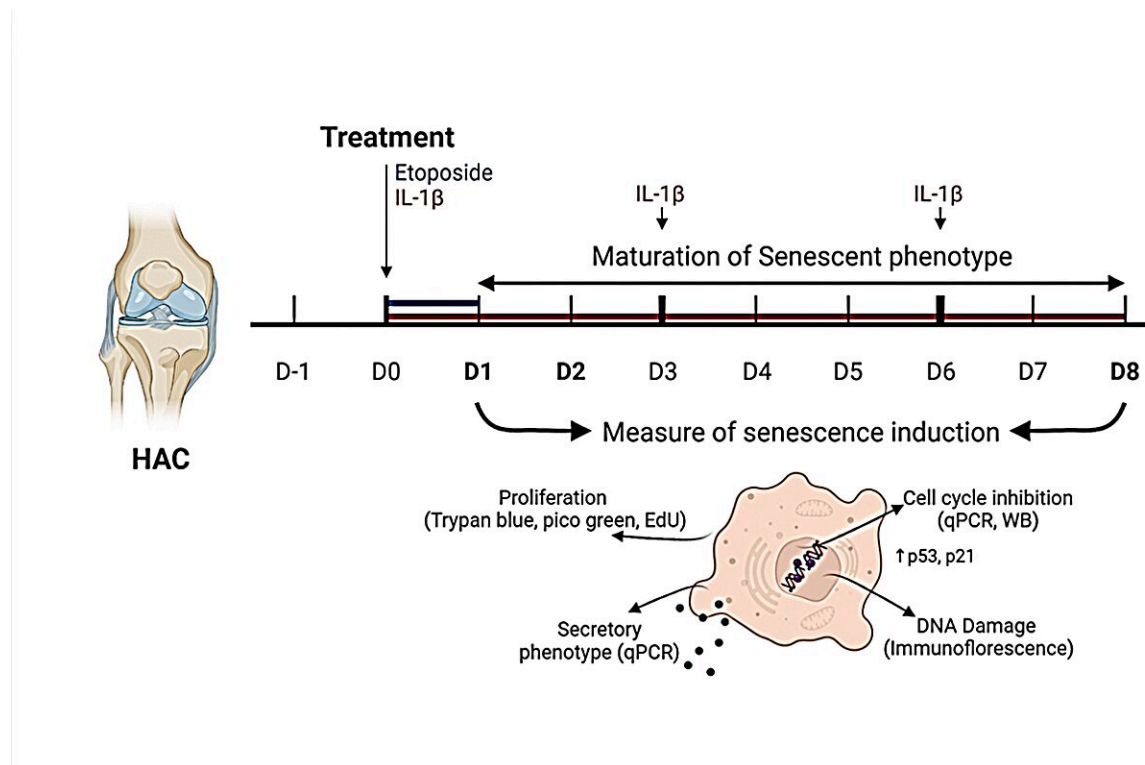 Treatment
Etoposide
IL-1β
IL-1β
IL-1β
Maturation of Senescent phenotype
D-1 D0 D1 D2 D3 D4 D5 D6 D7 D8
HAC
Measure of senescence induction
Proliferation
(Trypan blue, pico green, EdU)
Cell cycle inhibition
(qPCR, WB)
↑p53, p21
Secretory
phenotype (qPCR)
DNA Damage
(Immunoflorescence)